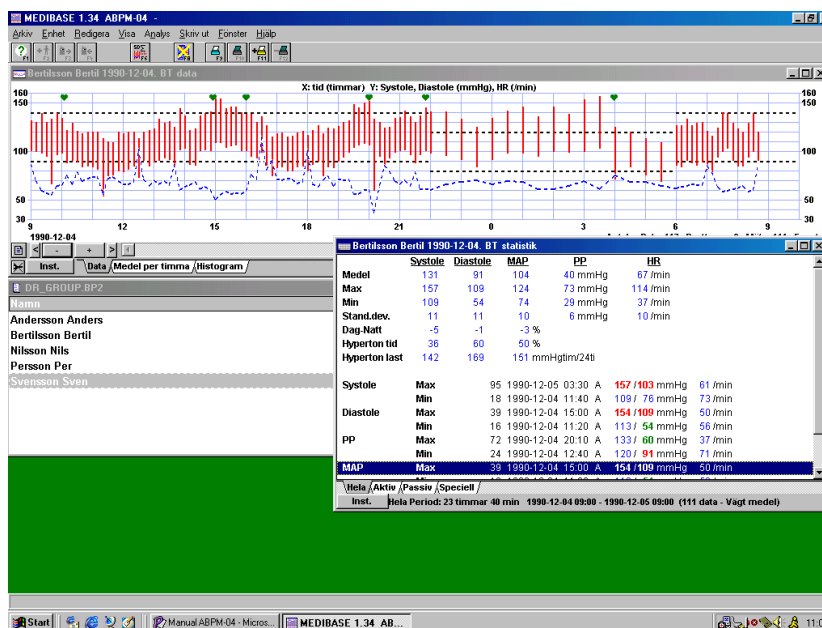 MEDIBASE 1.34 ABPM-04 -
Arkiv Enhet Redigera Visa Analys Skriv ut Fönster Hjälp
F1 F8 F9 F10 F11
Bertilsson Bertil 1990-12-04. BT data
X: tid (timmar) Y: Systole, Diastole (mmHg), HR (/min)
160 160
150 150
100 100
50 50
30 30
9 12 15 18 21 0 3 6 9
1990-12-04
< - + >
Inst. Data Medel per timma Histogram
DR_GROUP.BP2
Namn
Andersson Anders
Bertilsson Bertil
Nilsson Nils
Persson Per
Svensson Sven
Bertilsson Bertil 1990-12-04. BT statistik
Systole Diastole MAP PP HR
Medel 131 91 104 40 mmHg 67 /min
Max 157 109 124 73 mmHg 114 /min
Min 109 54 74 29 mmHg 37 /min
Stand.dev. 11 11 10 6 mmHg 10 /min
Dag-Natt -5 -1 -3 %
Hyperton tid 36 60 50 %
Hyperton last 142 169 151 mmHgtim/24ti
Systole Max 95 1990-12-05 03:30 A 157/103 mmHg 61 /min
Min 18 1990-12-04 11:40 A 109/ 76 mmHg 73 /min
Diastole Max 39 1990-12-04 15:00 A 154/109 mmHg 50 /min
Min 16 1990-12-04 11:20 A 113/ 54 mmHg 56 /min
PP Max 72 1990-12-04 20:10 A 133/ 60 mmHg 37 /min
Min 24 1990-12-04 12:40 A 120/ 91 mmHg 71 /min
MAP Max 39 1990-12-04 15:00 A 154/109 mmHg 50 /min
Hela Aktiv Passiv Speciell
Inst. Hela Period: 23 timmar 40 min 1990-12-04 09:00 - 1990-12-05 09:00 (111 data - Vägt medel)
Start Manual ABPM-04 - Micros... MEDIBASE 1.34 AB...